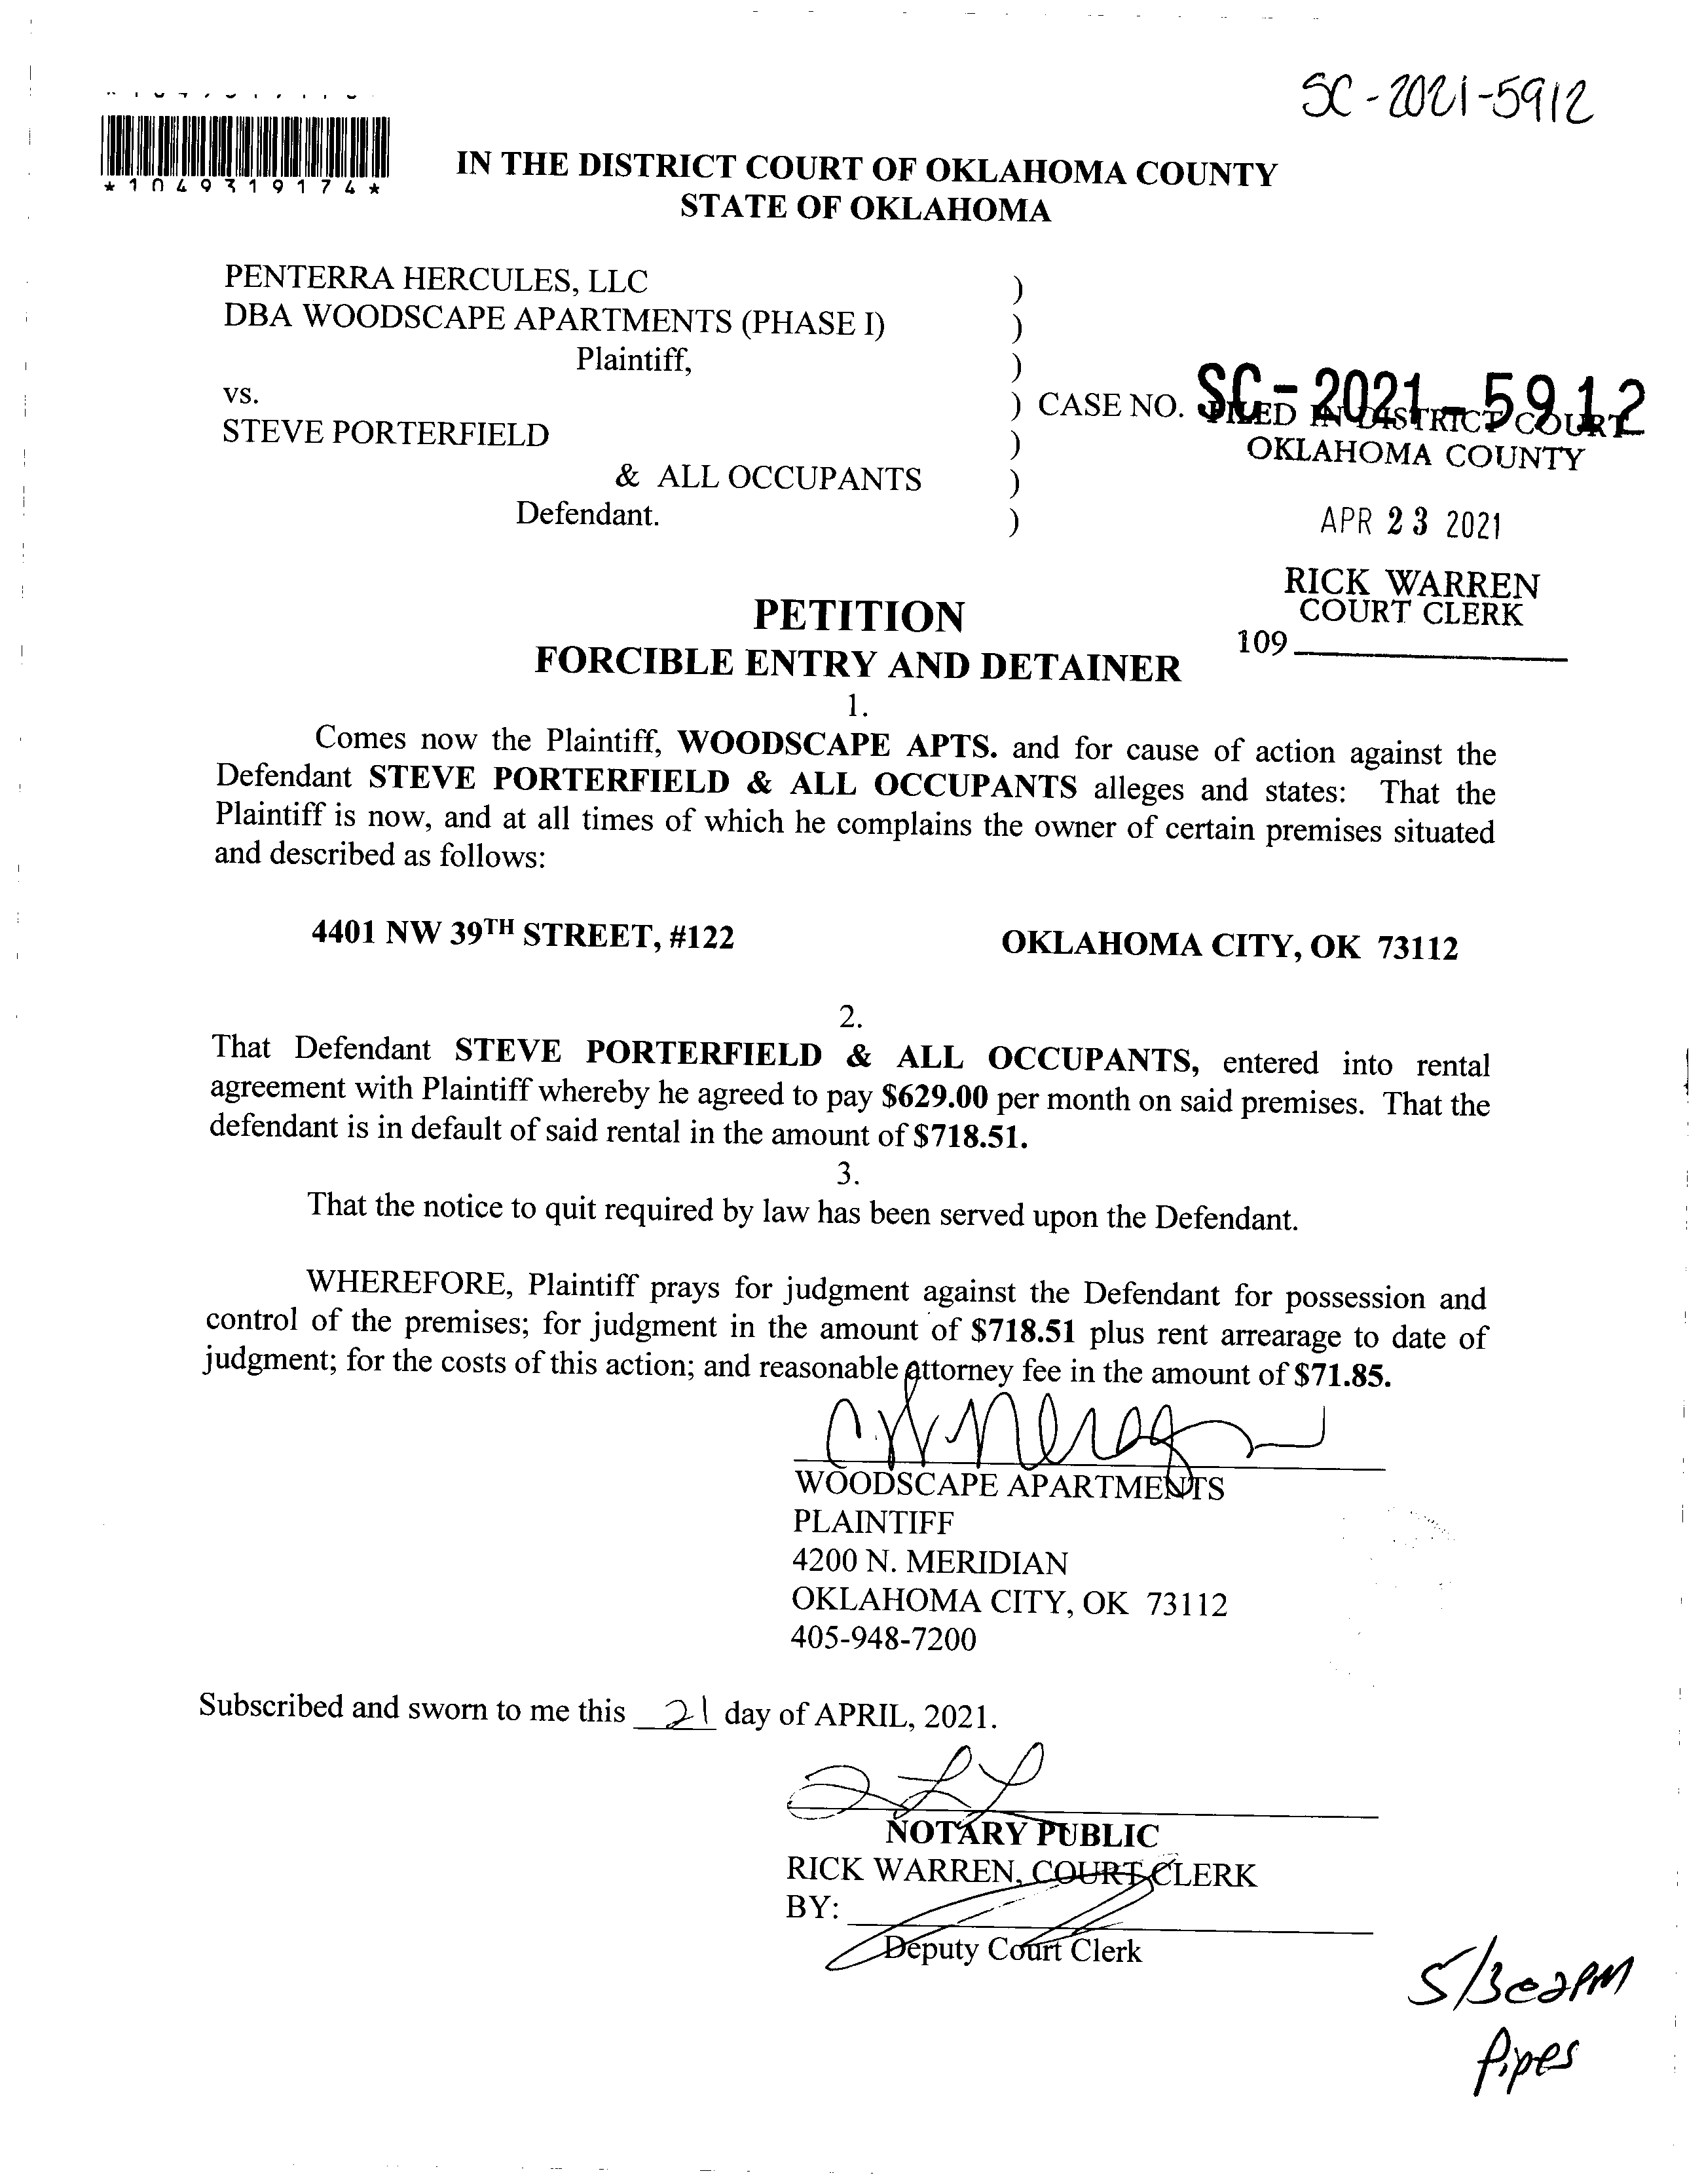 SC-2021-5912
*1049319174*
IN THE DISTRICT COURT OF OKLAHOMA COUNTY
STATE OF OKLAHOMA
PENTERRA HERCULES, LLC )
DBA WOODSCAPE APARTMENTS (PHASE I) )
Plaintiff, )
vs. ) CASE NO. SC-2021-5912
FILED IN DISTRICT COURT
STEVE PORTERFIELD )
OKLAHOMA COUNTY
& ALL OCCUPANTS )
Defendant. )
APR 23 2021
RICK WARREN
COURT CLERK
109
PETITION
FORCIBLE ENTRY AND DETAINER
1.
Comes now the Plaintiff, WOODSCAPE APTS. and for cause of action against the
Defendant STEVE PORTERFIELD & ALL OCCUPANTS alleges and states: That the
Plaintiff is now, and at all times of which he complains the owner of certain premises situated
and described as follows:
4401 NW 39TH STREET, #122 OKLAHOMA CITY, OK 73112
2.
That Defendant STEVE PORTERFIELD & ALL OCCUPANTS, entered into rental
agreement with Plaintiff whereby he agreed to pay $629.00 per month on said premises. That the
defendant is in default of said rental in the amount of $718.51.
3.
That the notice to quit required by law has been served upon the Defendant.
WHEREFORE, Plaintiff prays for judgment against the Defendant for possession and
control of the premises; for judgment in the amount of $718.51 plus rent arrearage to date of
judgment; for the costs of this action; and reasonable attorney fee in the amount of $71.85.
WOODSCAPE APARTMENTS
PLAINTIFF
4200 N. MERIDIAN
OKLAHOMA CITY, OK 73112
405-948-7200
Subscribed and sworn to me this 21 day of APRIL, 2021.
NOTARY PUBLIC
RICK WARREN, COURT CLERK
BY:
Deputy Court Clerk
5/3@2PM
Pipes